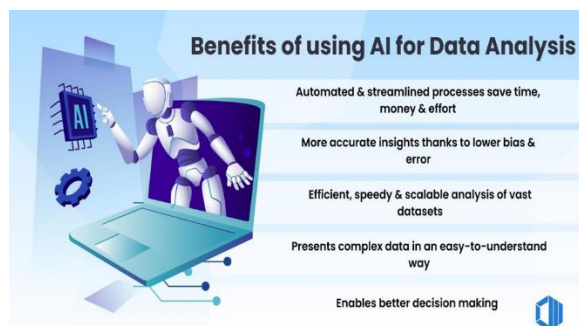 Benefits of using AI for Data Analysis
Automated & streamlined processes save time,
money & effort
AI
More accurate insights thanks to lower bias &
error
Efficient, speedy & scalable analysis of vast
datasets
Presents complex data in an easy-to-understand
way
Enables better decision making